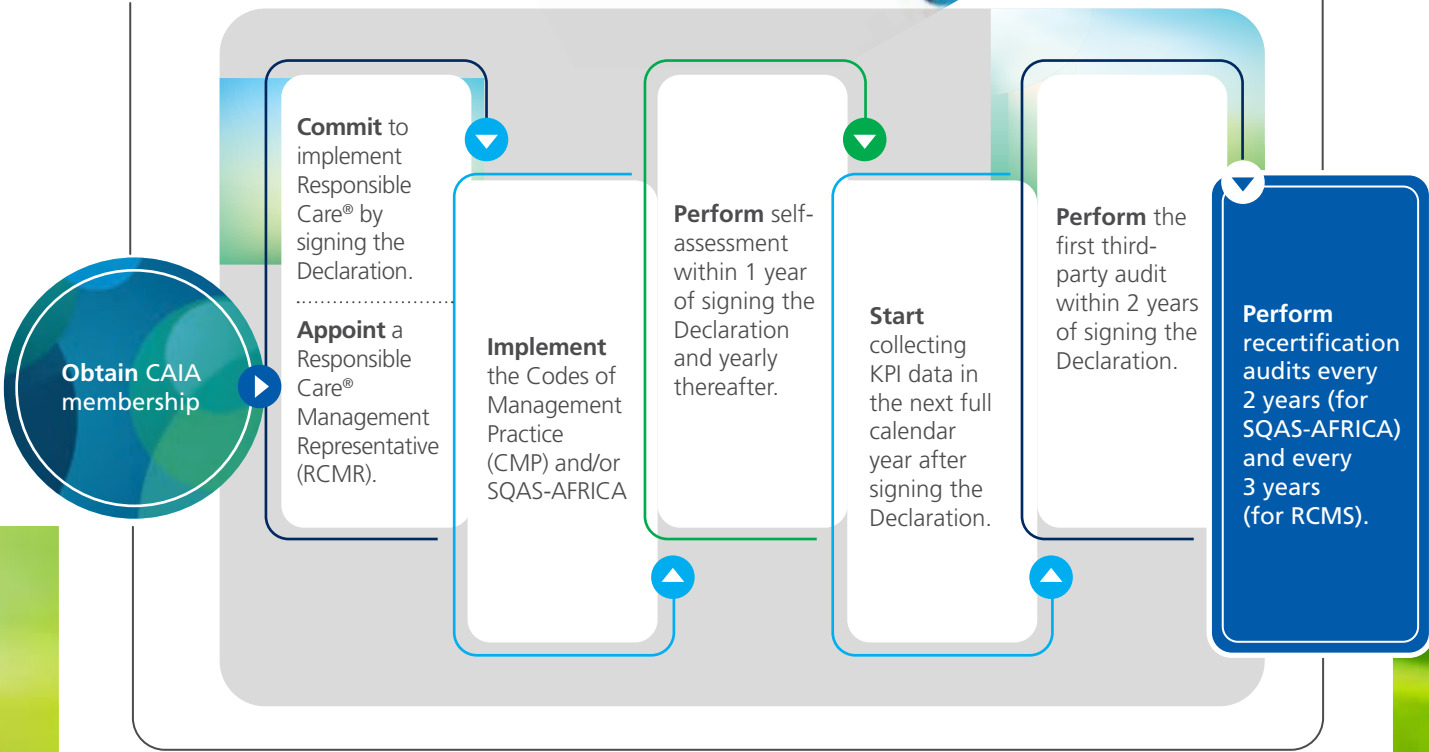 Obtain CAIA
membership
Commit to
implement
Responsible
Care® by
signing the
Declaration.
Appoint a
Responsible
Care®
Management
Representative
(RCMR).
Implement
the Codes of
Management
Practice
(CMP) and/or
SQAS-AFRICA
Perform self-
assessment
within 1 year
of signing the
Declaration
and yearly
thereafter.
Start
collecting
KPI data in
the next full
calendar
year after
signing the
Declaration.
Perform the
first third-
party audit
within 2 years
of signing the
Declaration.
Perform
recertification
audits every
2 years (for
SQAS-AFRICA)
and every
3 years
(for RCMS).